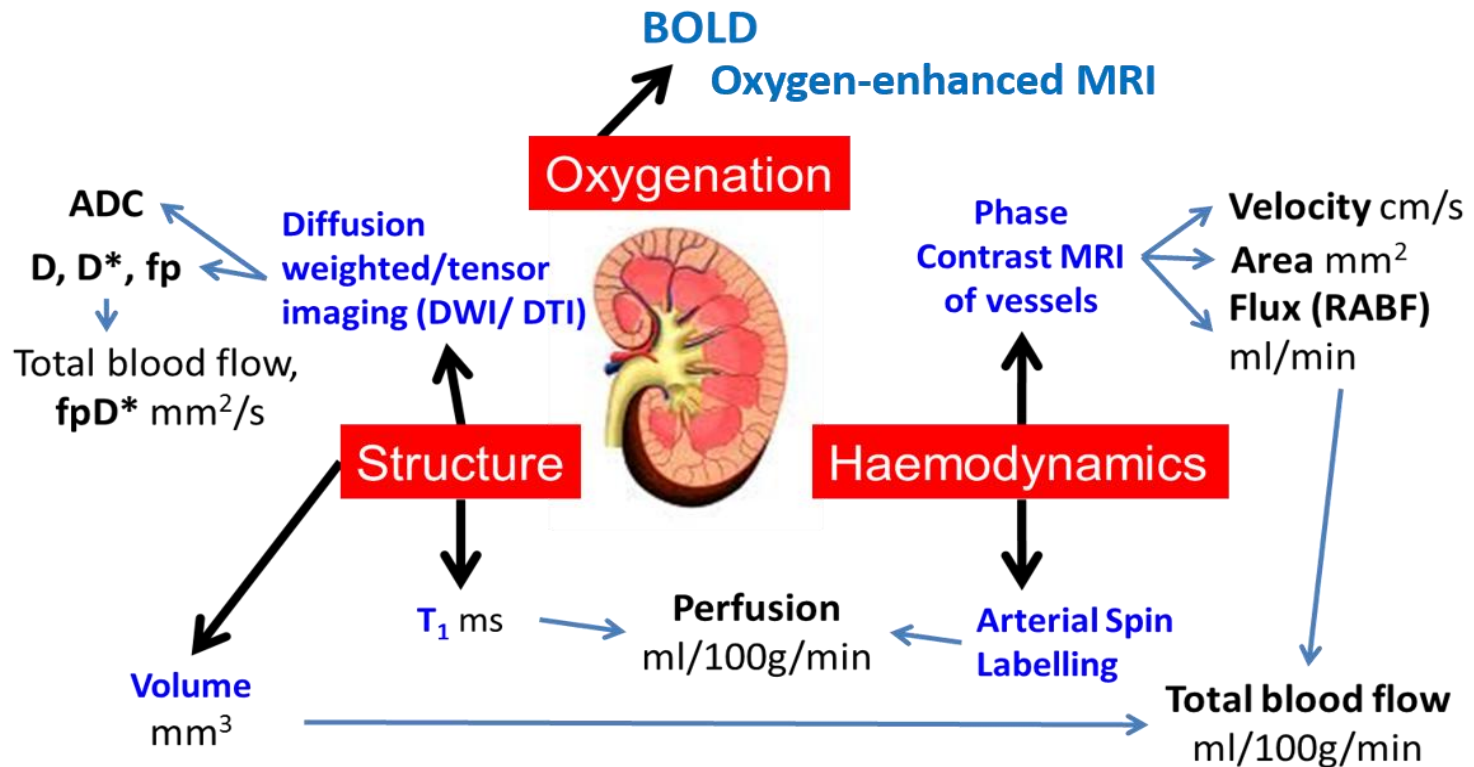 BOLD
Oxygen-enhanced MRI
Oxygenation
ADC
D, D*, fp
Total blood flow,
fpD* mm²/s
Diffusion
weighted/tensor
imaging (DWI/ DTI)
Phase
Contrast MRI
of vessels
Velocity cm/s
Area mm²
Flux (RABF)
ml/min
Structure
Haemodynamics
T₁ ms
Perfusion
ml/100g/min
Arterial Spin
Labelling
Volume
mm³
Total blood flow
ml/100g/min